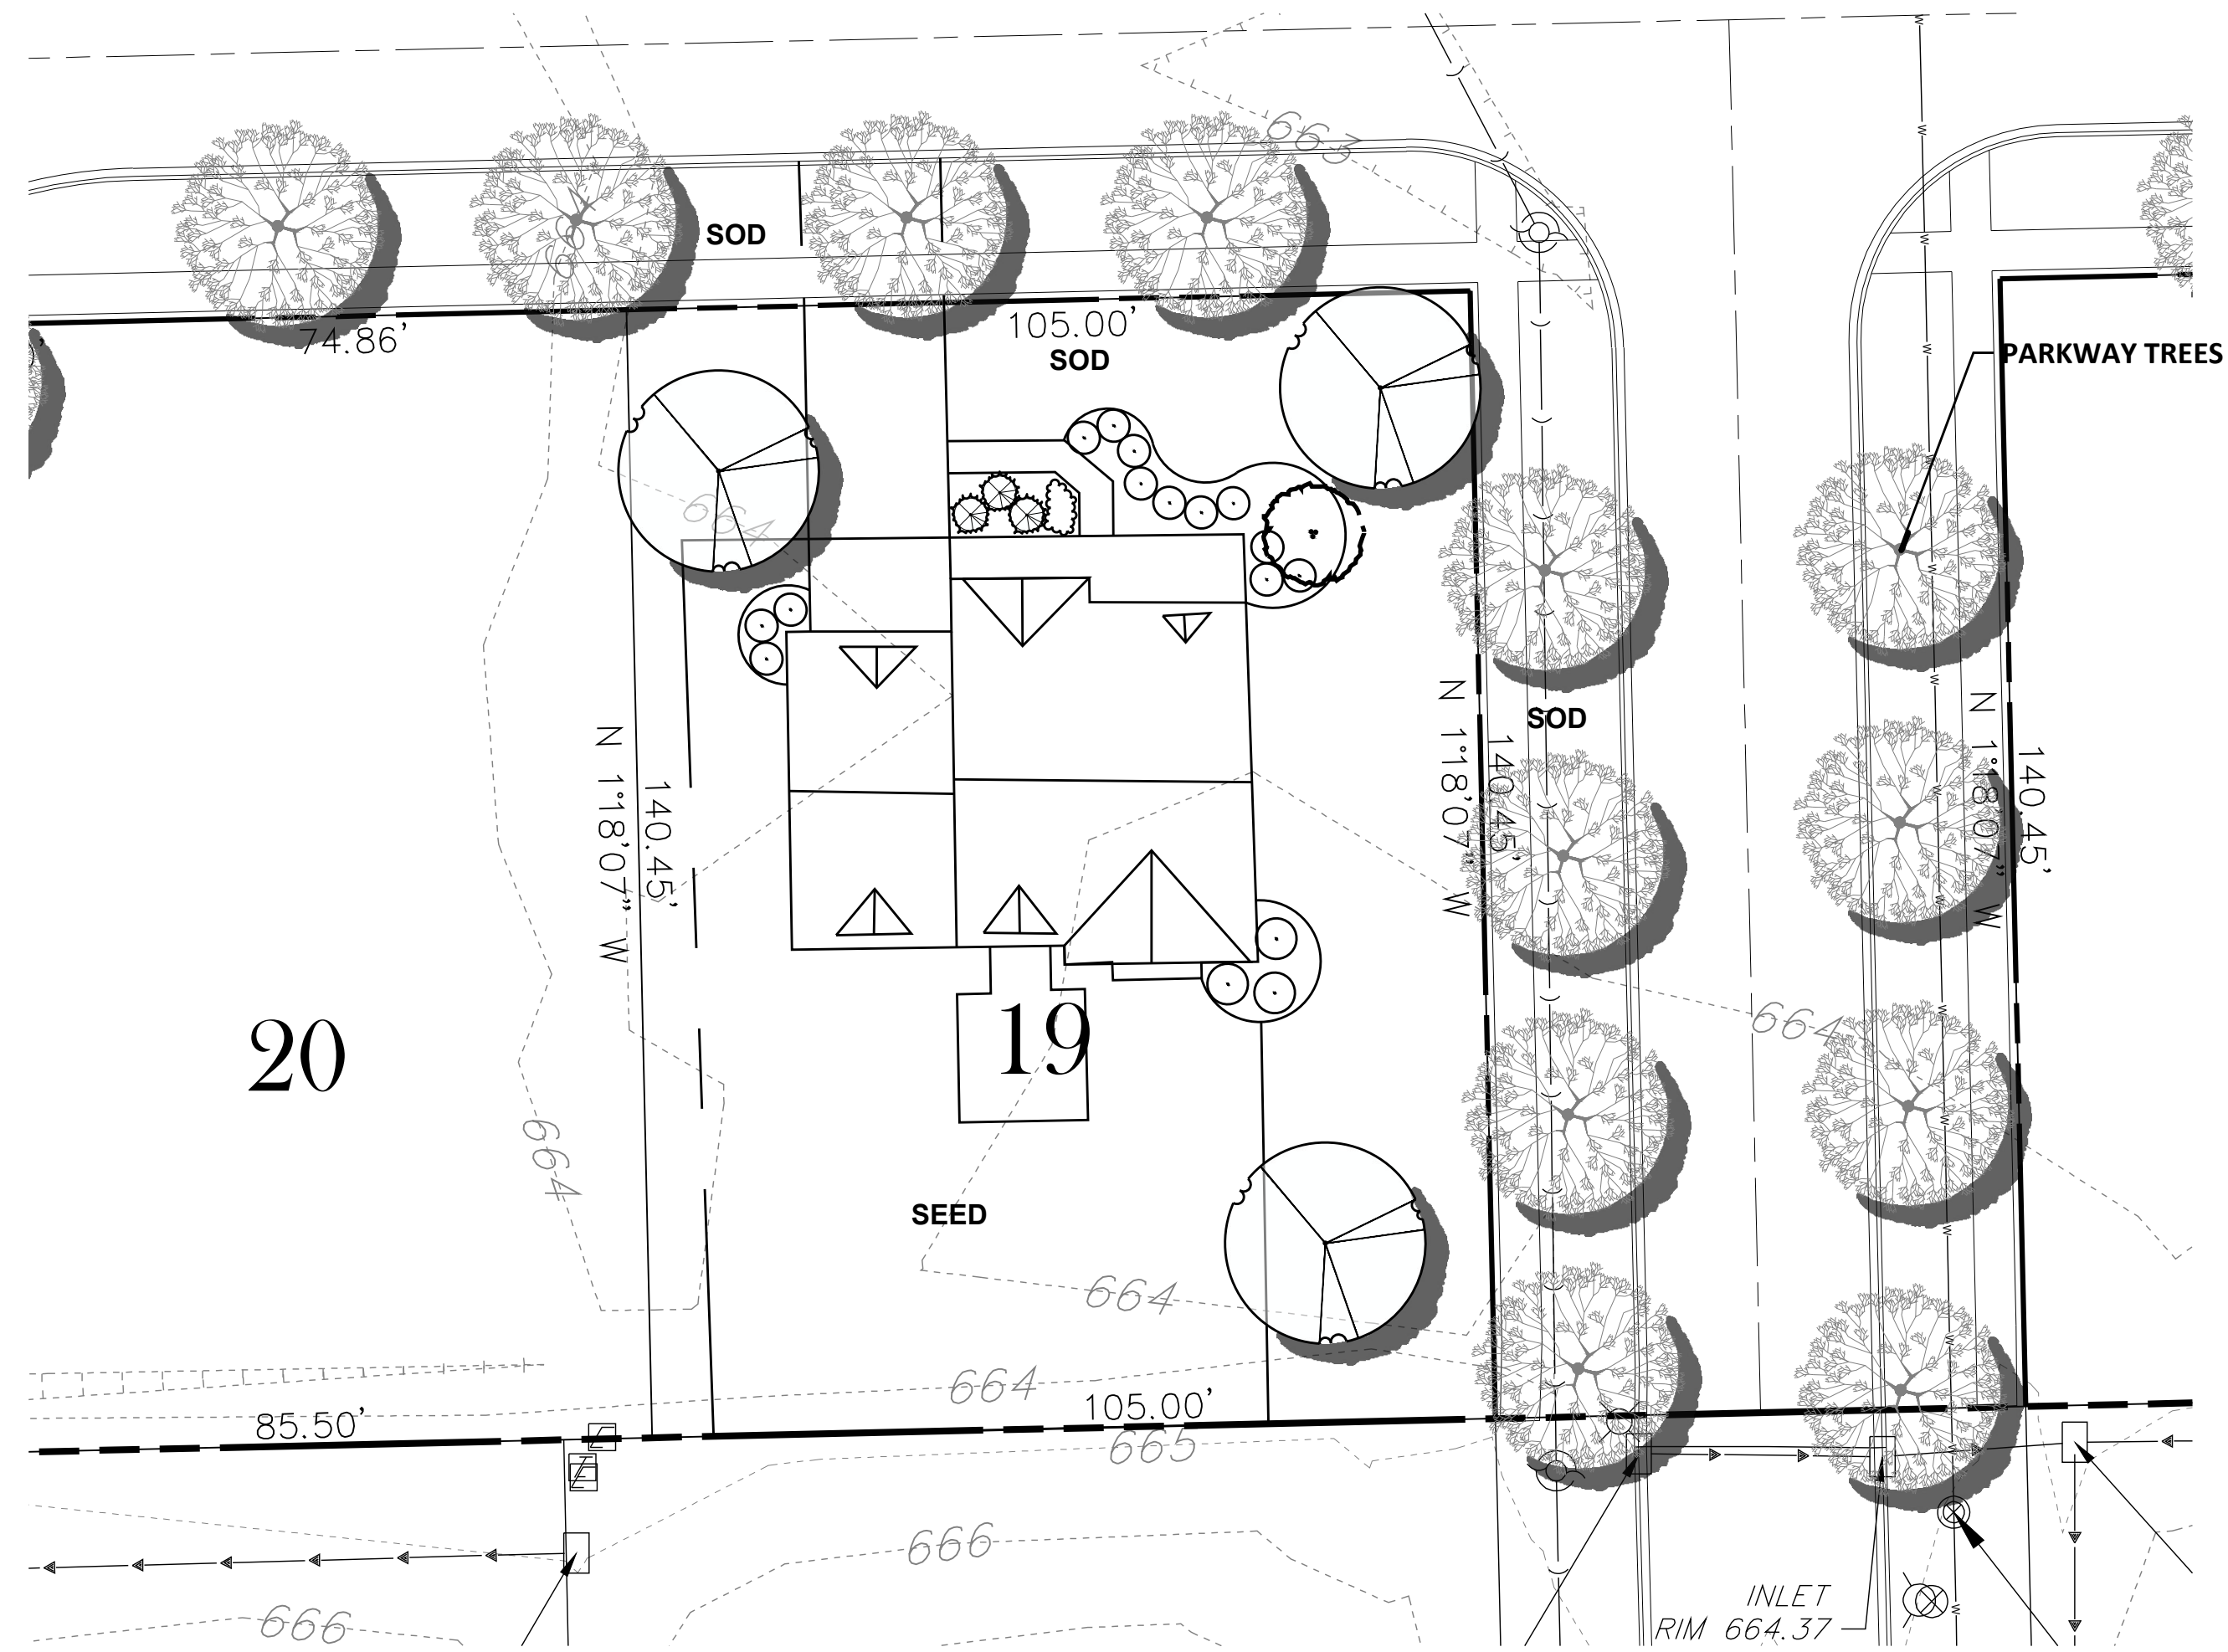 663
SOD
74.86'
105.00'
SOD
PARKWAY TREES
664
SOD
N 1°18'07" W
140.45'
N 1°18'07" W
140.45'
N 1°18'07" W
140.45'
19
20
664
664
SEED
664
664
85.50'
105.00'
665
666
666
INLET
RIM 664.37
W
W
W
W
W
W
W
W
W
W
W
W
W
W